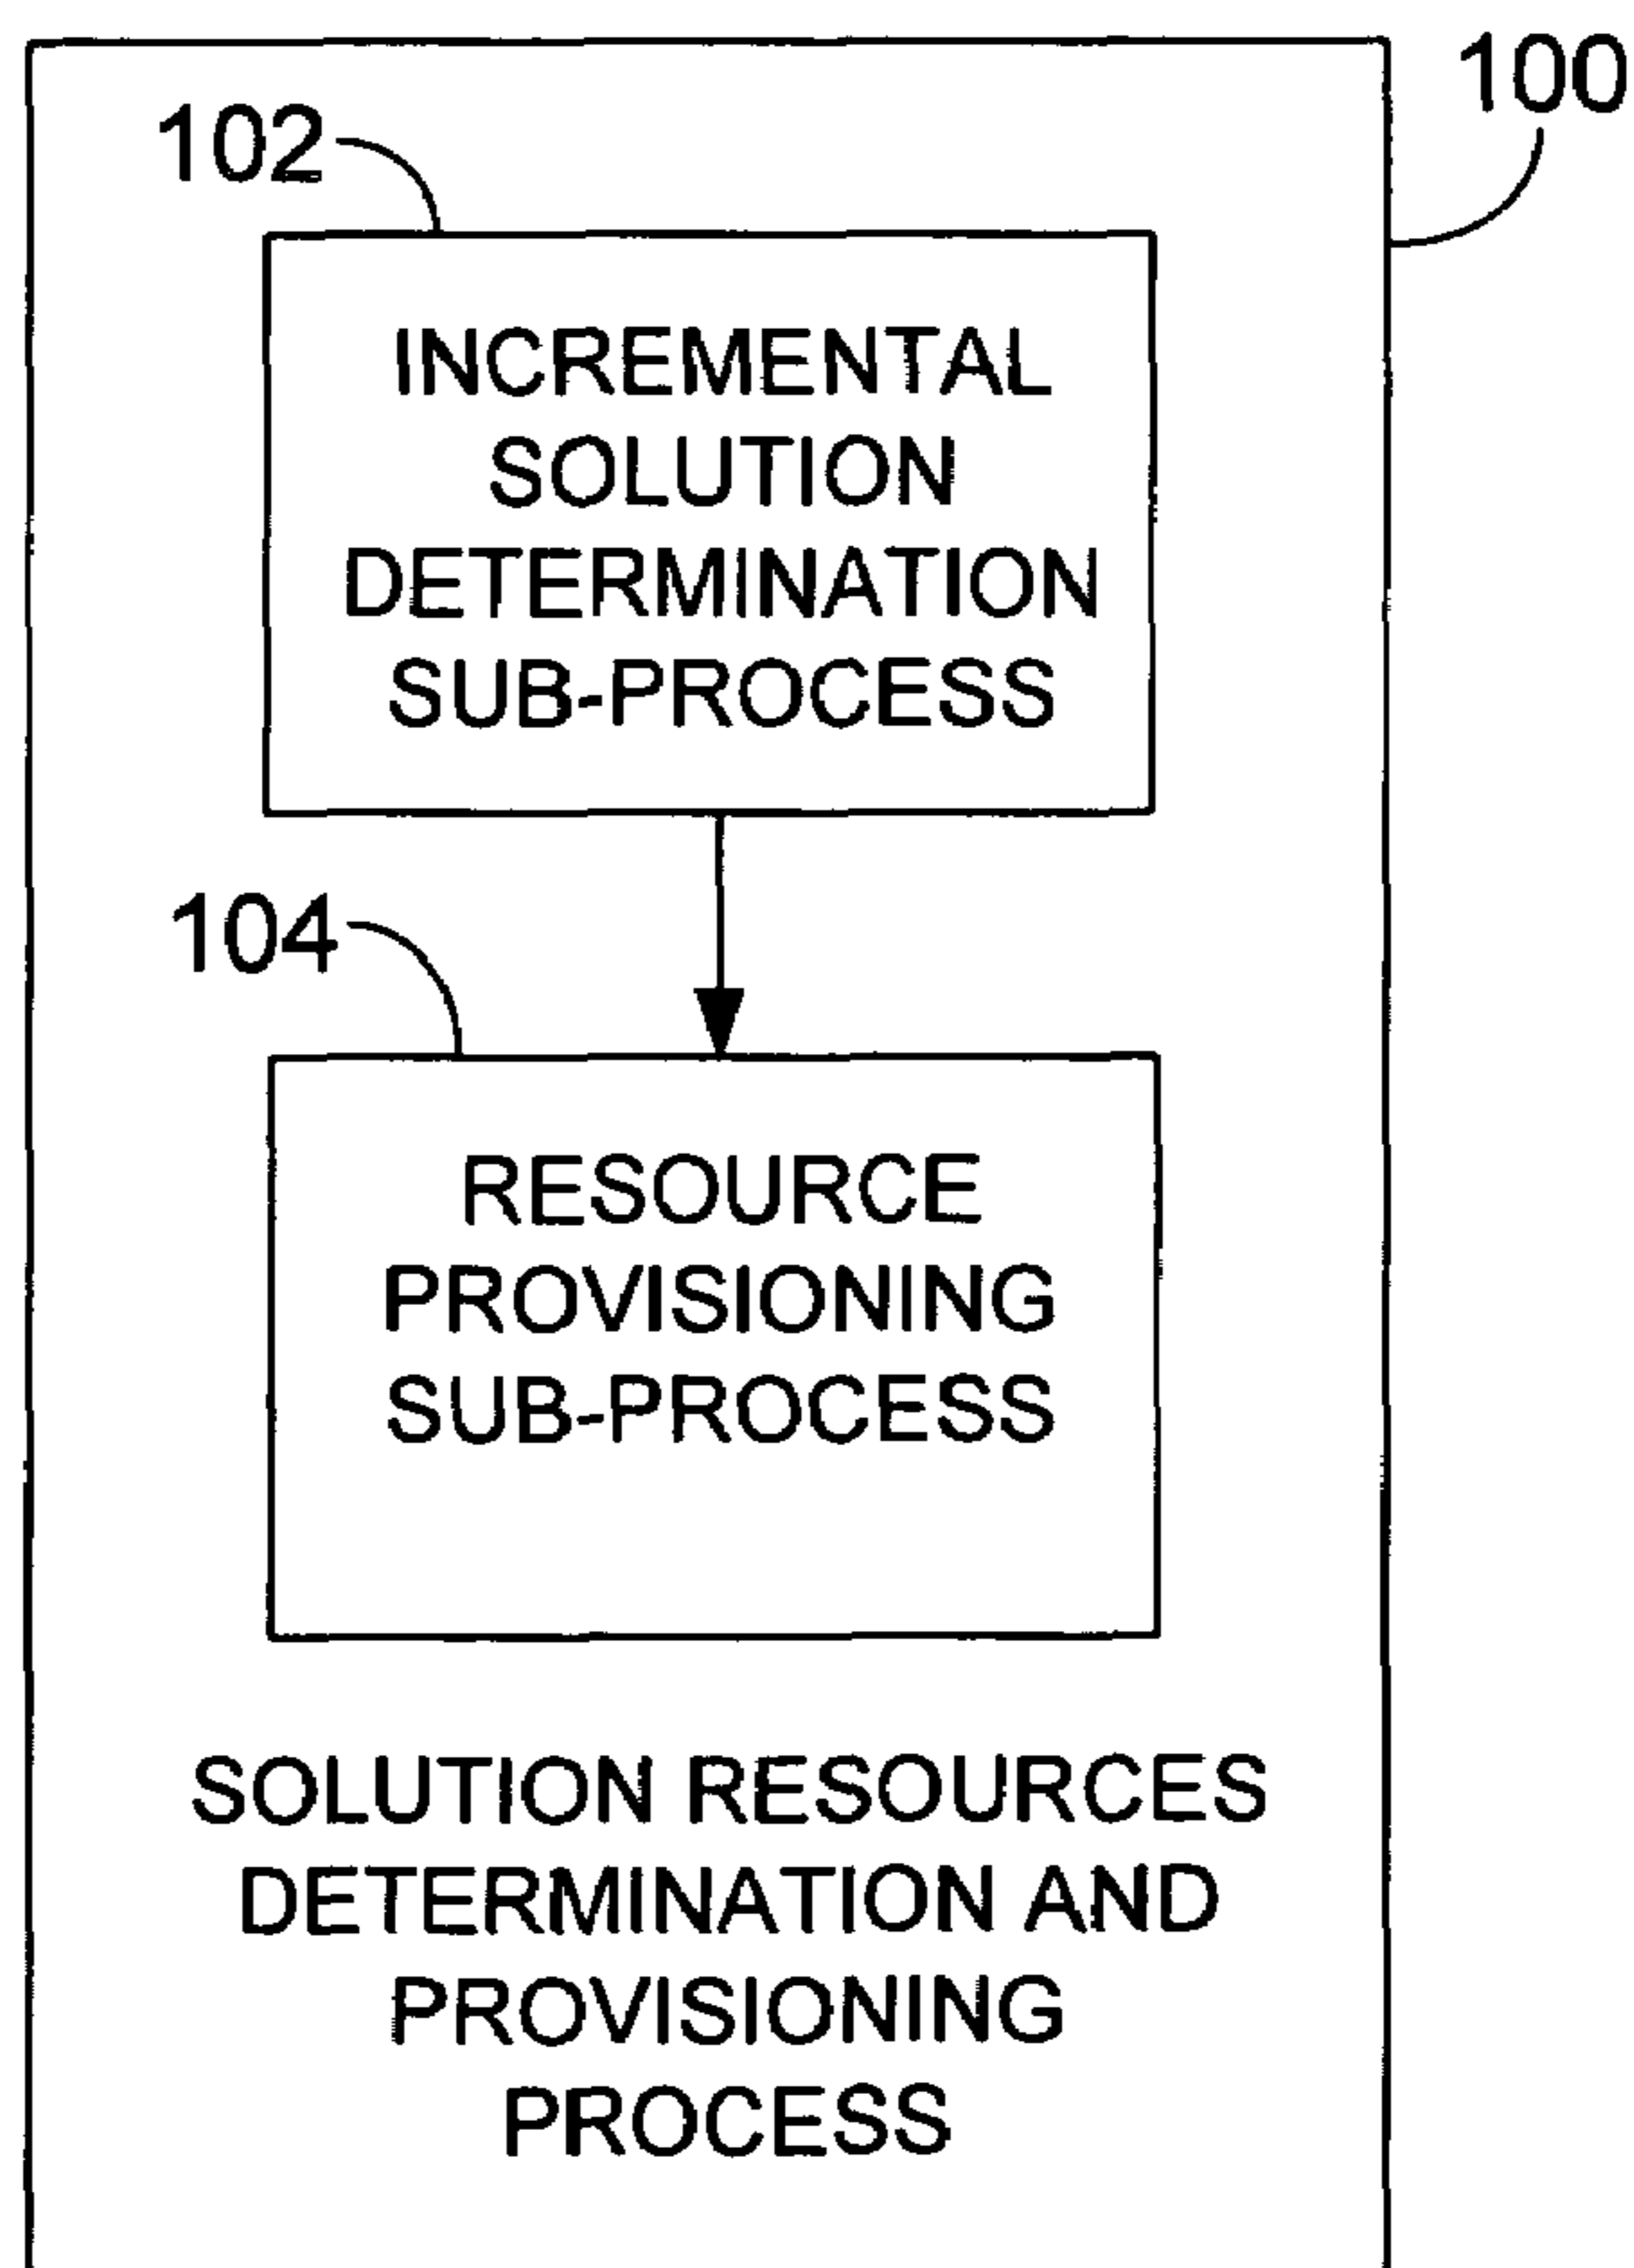 100
102
INCREMENTAL
SOLUTION
DETERMINATION
SUB-PROCESS
104
RESOURCE
PROVISIONING
SUB-PROCESS
SOLUTION RESOURCES
DETERMINATION AND
PROVISIONING
PROCESS